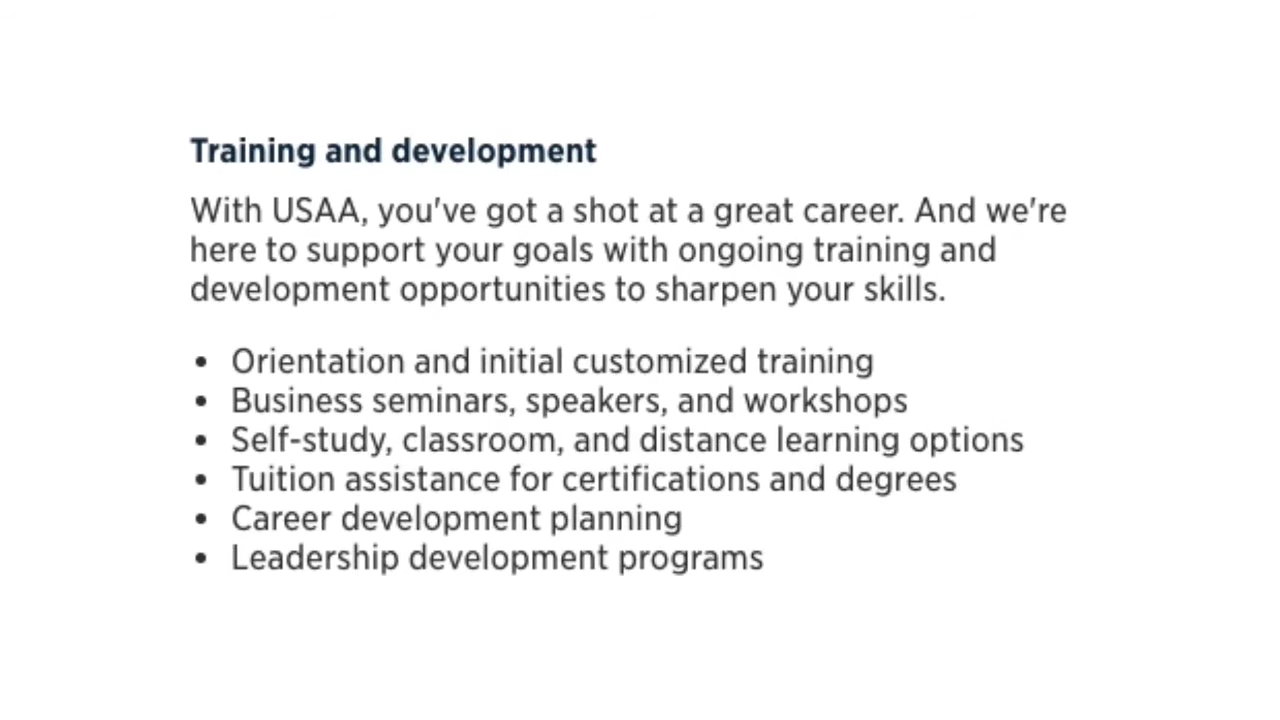 Training and development
With USAA, you've got a shot at a great career. And we're
here to support your goals with ongoing training and
development opportunities to sharpen your skills.
• Orientation and initial customized training
• Business seminars, speakers, and workshops
• Self-study, classroom, and distance learning options
• Tuition assistance for certifications and degrees
• Career development planning
• Leadership development programs